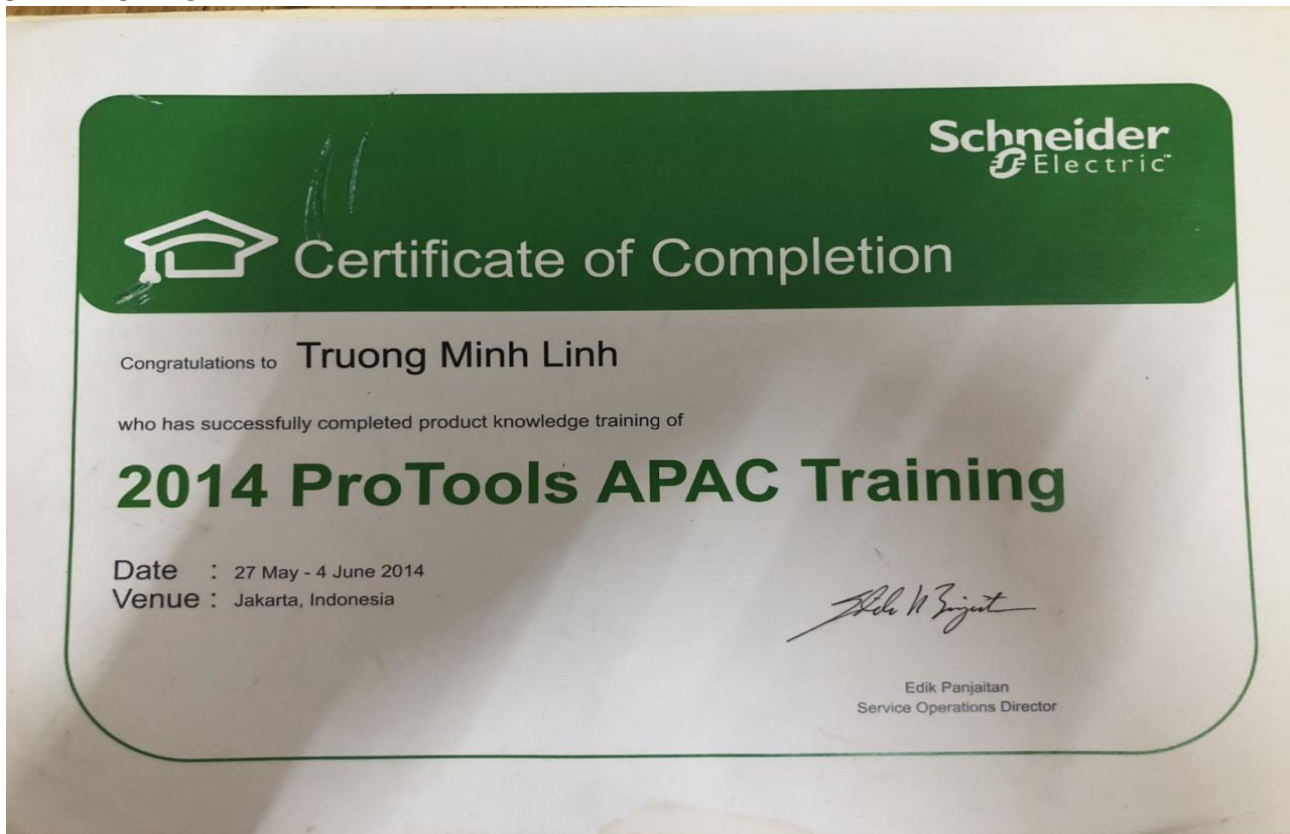 Schneider
Electric™
Certificate of Completion
Congratulations to Truong Minh Linh
who has successfully completed product knowledge training of
2014 ProTools APAC Training
Date : 27 May - 4 June 2014
Venue : Jakarta, Indonesia
Edik Panjaitan
Service Operations Director